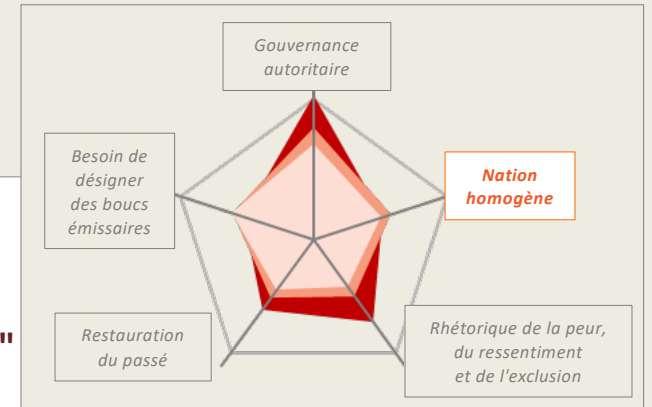 Gouvernance
autoritaire
Besoin de
désigner
des boucs
émissaires
Nation
homogène
"
Restauration
du passé
Rhétorique de la peur,
du ressentiment
et de l'exclusion